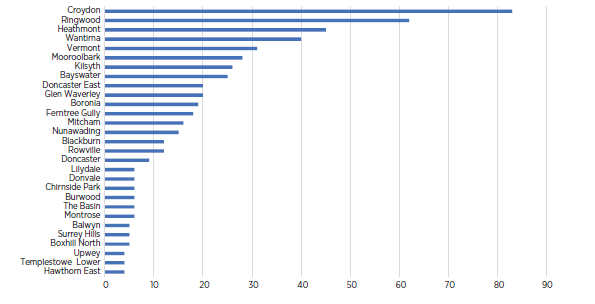 Croydon
Ringwood
Heathmont
Wantirna
Vermont
Mooroolbark
Kilsyth
Bayswater
Doncaster East
Glen Waverley
Boronia
Ferntree Gully
Mitcham
Nunawading
Blackburn
Rowville
Doncaster
Lilydale
Donvale
Chirnside Park
Burwood
The Basin
Montrose
Balwyn
Surrey Hills
Boxhill North
Upwey
Templestowe Lower
Hawthorn East
0 10 20 30 40 50 60 70 80 90